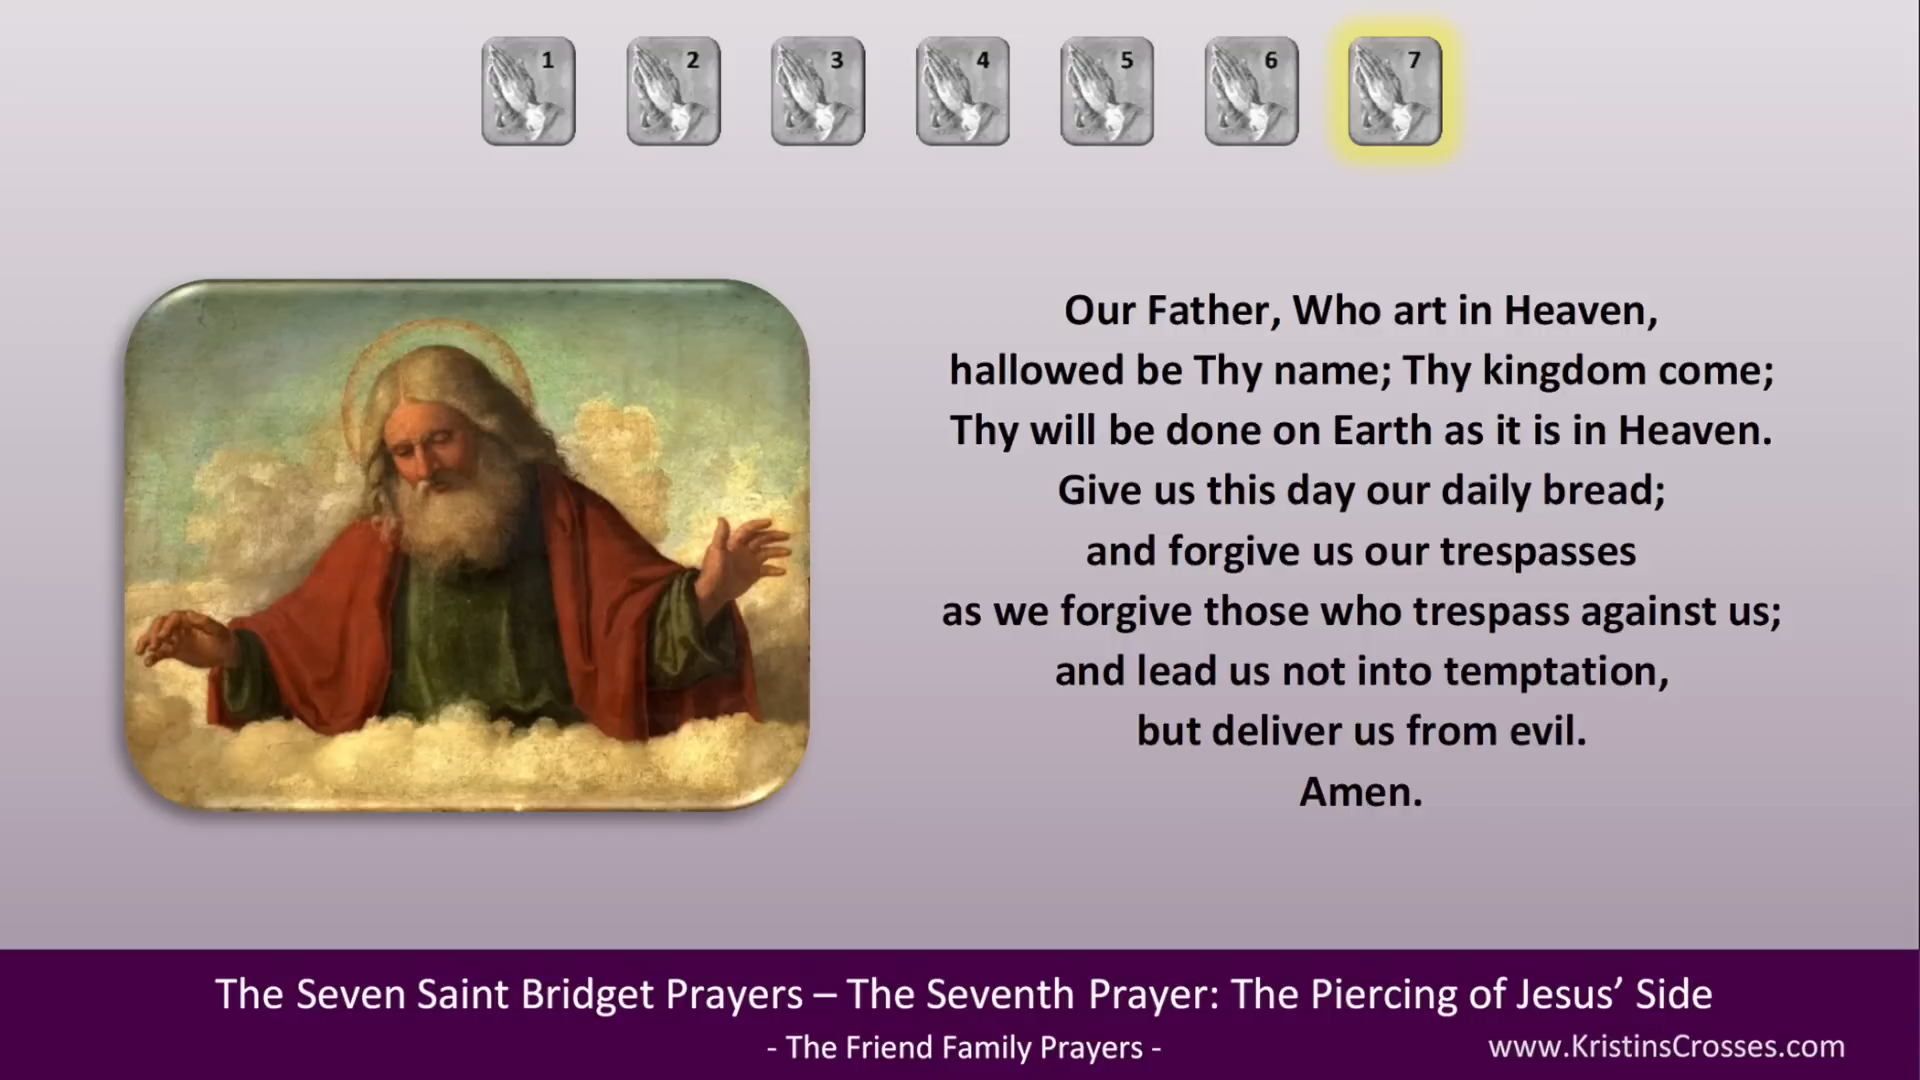 1 2 3 4 5 6 7
Our Father, Who art in Heaven,
hallowed be Thy name; Thy kingdom come;
Thy will be done on Earth as it is in Heaven.
Give us this day our daily bread;
and forgive us our trespasses
as we forgive those who trespass against us;
and lead us not into temptation,
but deliver us from evil.
Amen.
The Seven Saint Bridget Prayers – The Seventh Prayer: The Piercing of Jesus’ Side
- The Friend Family Prayers -
www.KristinsCrosses.com